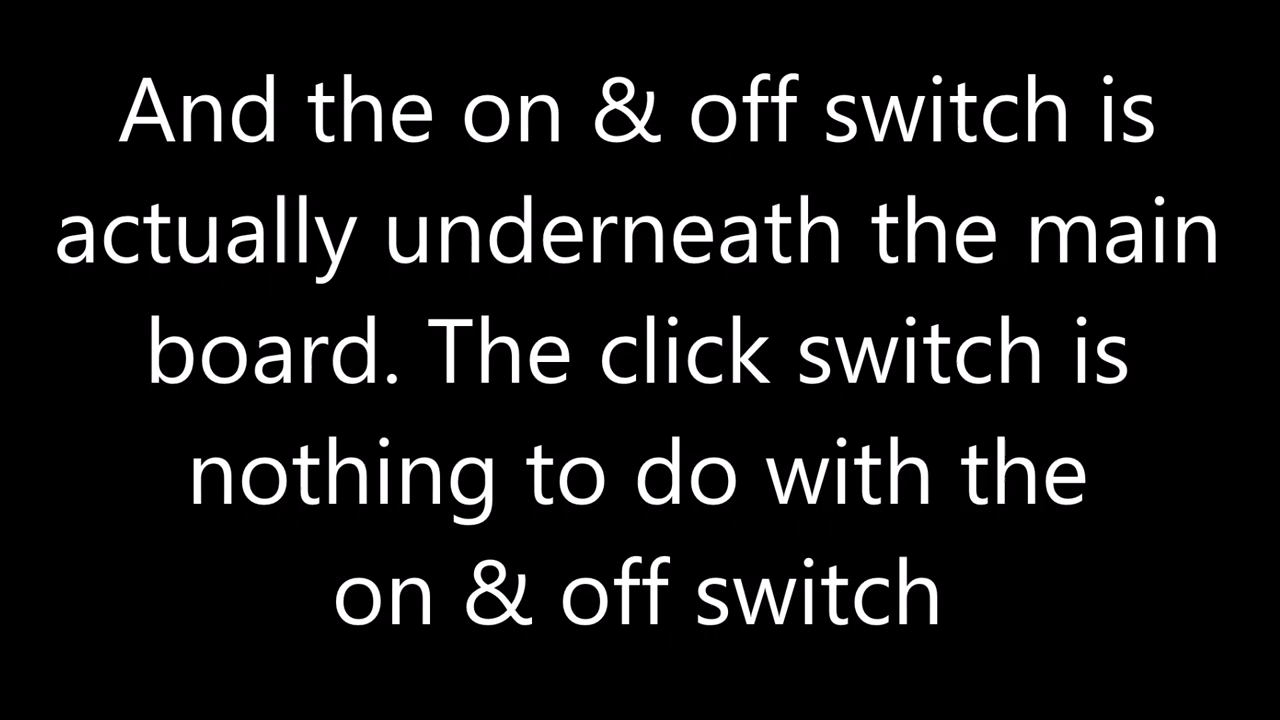 And the on & off switch is
actually underneath the main
board. The click switch is
nothing to do with the
on & off switch